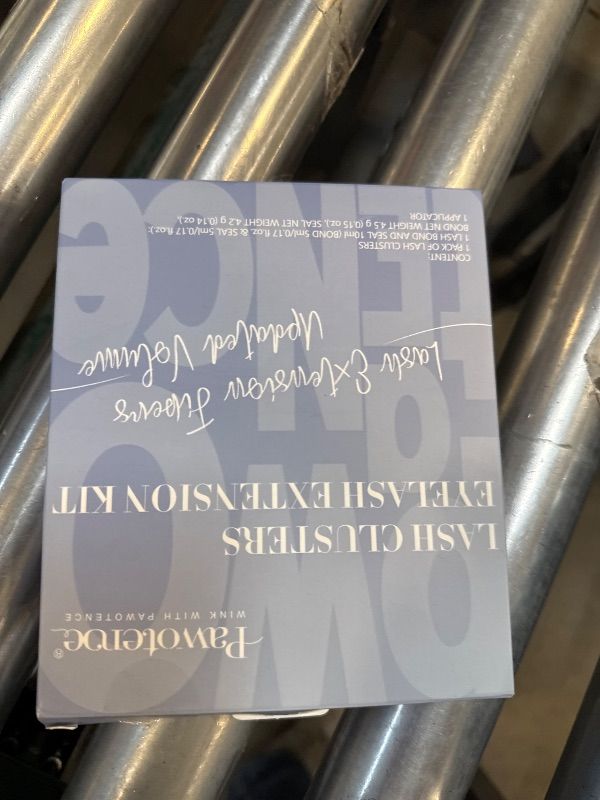 Pawotence®
WINK WITH PAWOTENCE
LASH CLUSTERS
EYELASH EXTENSION KIT
Lash Extension Fibers
Updated Volume
CONTENT:
1 PACK OF LASH CLUSTERS
1 LASH BOND AND SEAL 10ml (BOND 5ml/0.17 fl.oz. & SEAL 5ml/0.17 fl.oz.);
BOND NET WEIGHT 4.5 g (0.15 oz.), SEAL NET WEIGHT 4.2 g (0.14 oz.),
1 APPLICATOR